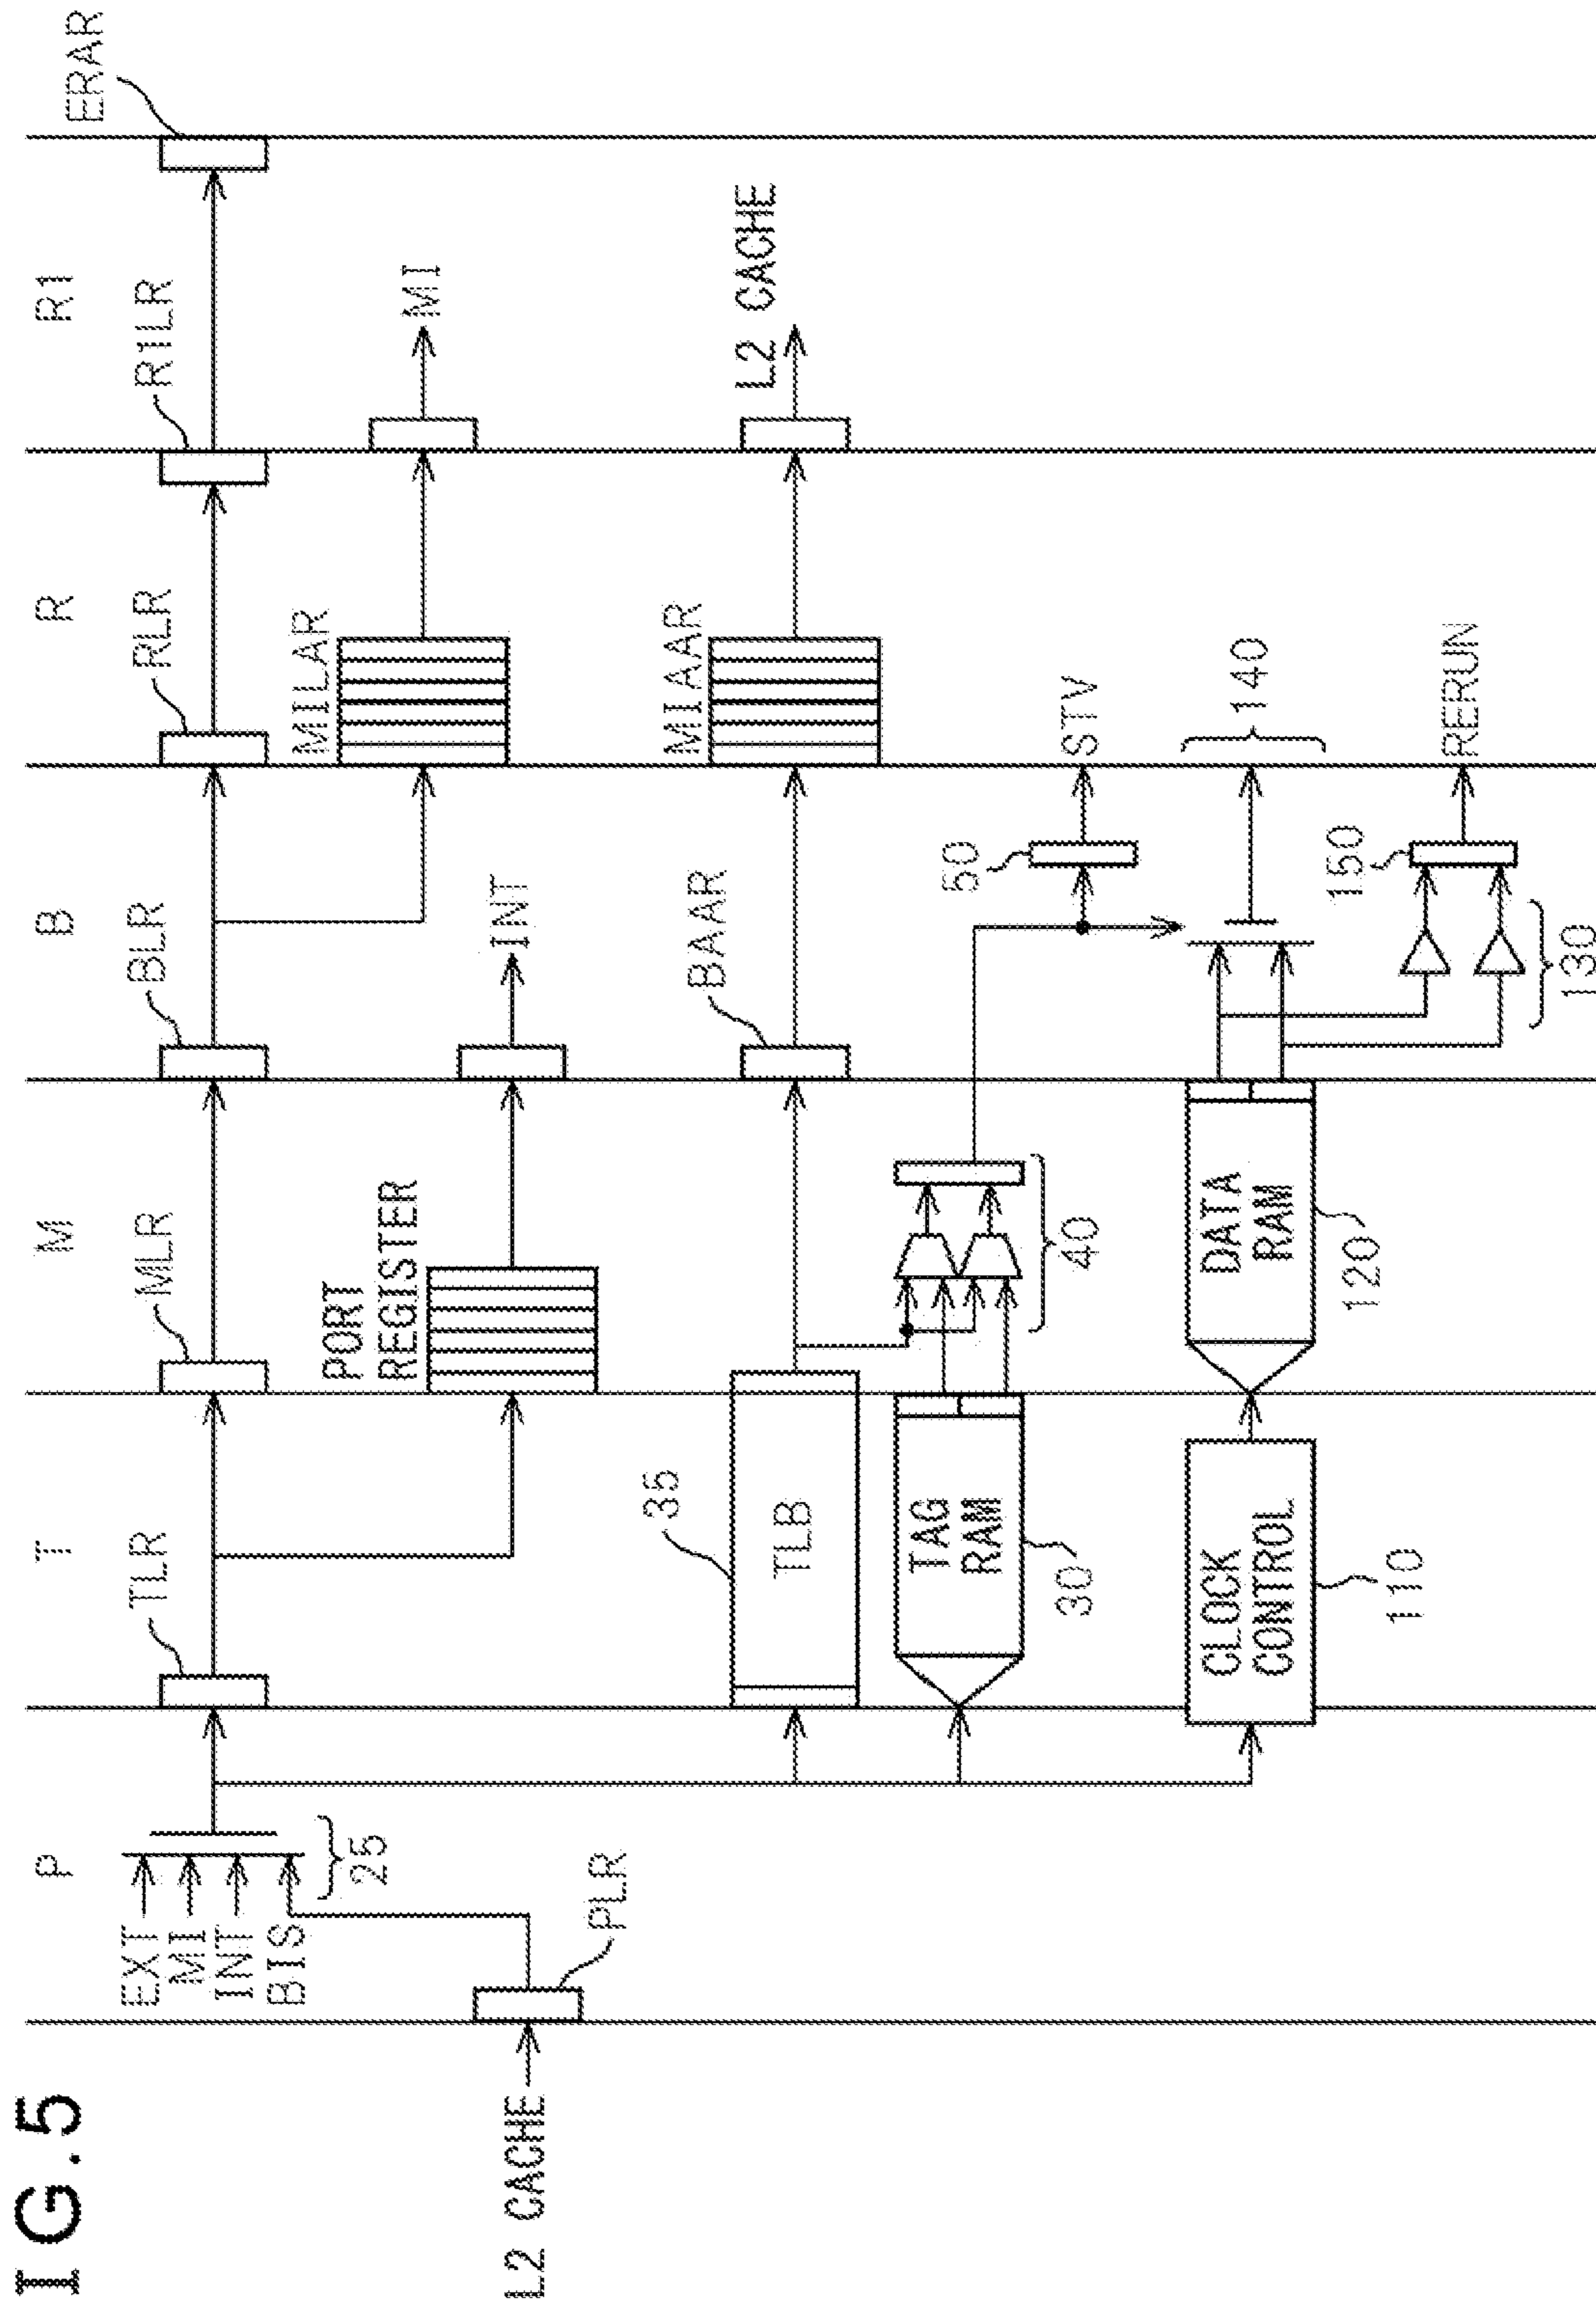 IG.5
P
T
M
B
R
R1
EXT
MI
INT
BIS
25
L2 CACHE
PLR
TLR
MLR
BLR
RLR
R1LR
ERAR
PORT
REGISTER
INT
MILAR
MI
35
TLB
BAAR
MIAAR
L2 CACHE
TAG
RAM
30
40
50
STV
CLOCK
CONTROL
110
DATA
RAM
120
140
150
130
RERUN